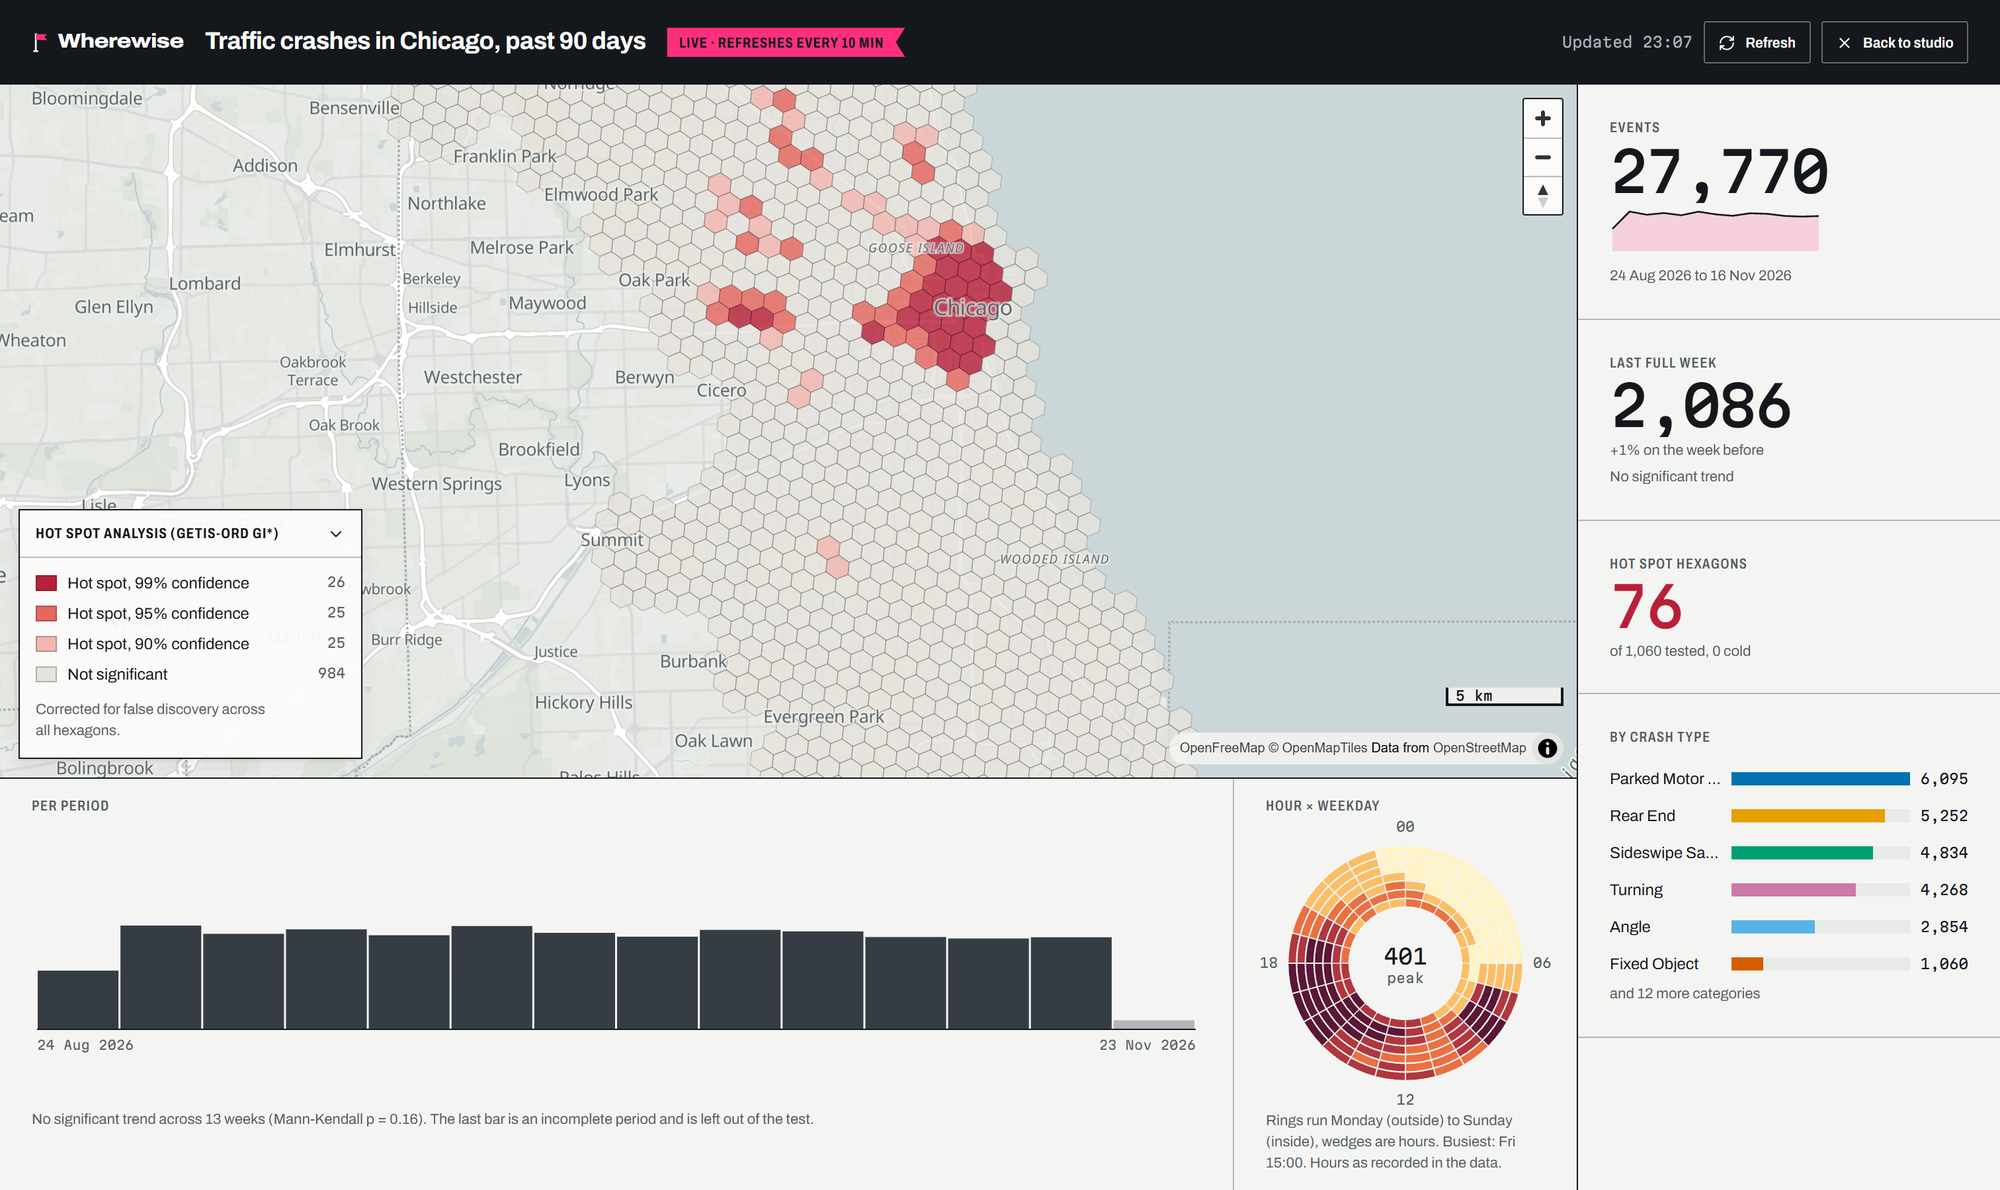 Wherewise
Traffic crashes in Chicago, past 90 days
LIVE · REFRESHES EVERY 10 MIN
Updated 23:07
Refresh
Back to studio
Bloomingdale
Bensenville
Addison
Franklin Park
Northlake
Elmwood Park
eam
Elmhurst
Melrose Park
GOOSE ISLAND
Lombard
Berkeley
Oak Park
Glen Ellyn
Hillside
Maywood
Chicago
Wheaton
Oakbrook
Terrace
Westchester
Berwyn
Cicero
Oak Brook
Brookfield
Western Springs
Lyons
Lisle
Summit
WOODED ISLAND
wbrook
Darien
Burr Ridge
Justice
Burbank
Hickory Hills
Evergreen Park
Oak Lawn
Bolingbrook
Palos Hills
HOT SPOT ANALYSIS (GETIS-ORD GI*)
Hot spot, 99% confidence 26
Hot spot, 95% confidence 25
Hot spot, 90% confidence 25
Not significant 984
Corrected for false discovery across
all hexagons.
5 km
OpenFreeMap © OpenMapTiles Data from OpenStreetMap
EVENTS
27,770
24 Aug 2026 to 16 Nov 2026
LAST FULL WEEK
2,086
+1% on the week before
No significant trend
HOT SPOT HEXAGONS
76
of 1,060 tested, 0 cold
BY CRASH TYPE
Parked Motor ... 6,095
Rear End 5,252
Sideswipe Sa... 4,834
Turning 4,268
Angle 2,854
Fixed Object 1,060
and 12 more categories
PER PERIOD
24 Aug 2026
23 Nov 2026
No significant trend across 13 weeks (Mann-Kendall p = 0.16). The last bar is an incomplete period and is left out of the test.
HOUR × WEEKDAY
00
18
401
peak
06
12
Rings run Monday (outside) to Sunday
(inside), wedges are hours. Busiest: Fri
15:00. Hours as recorded in the data.